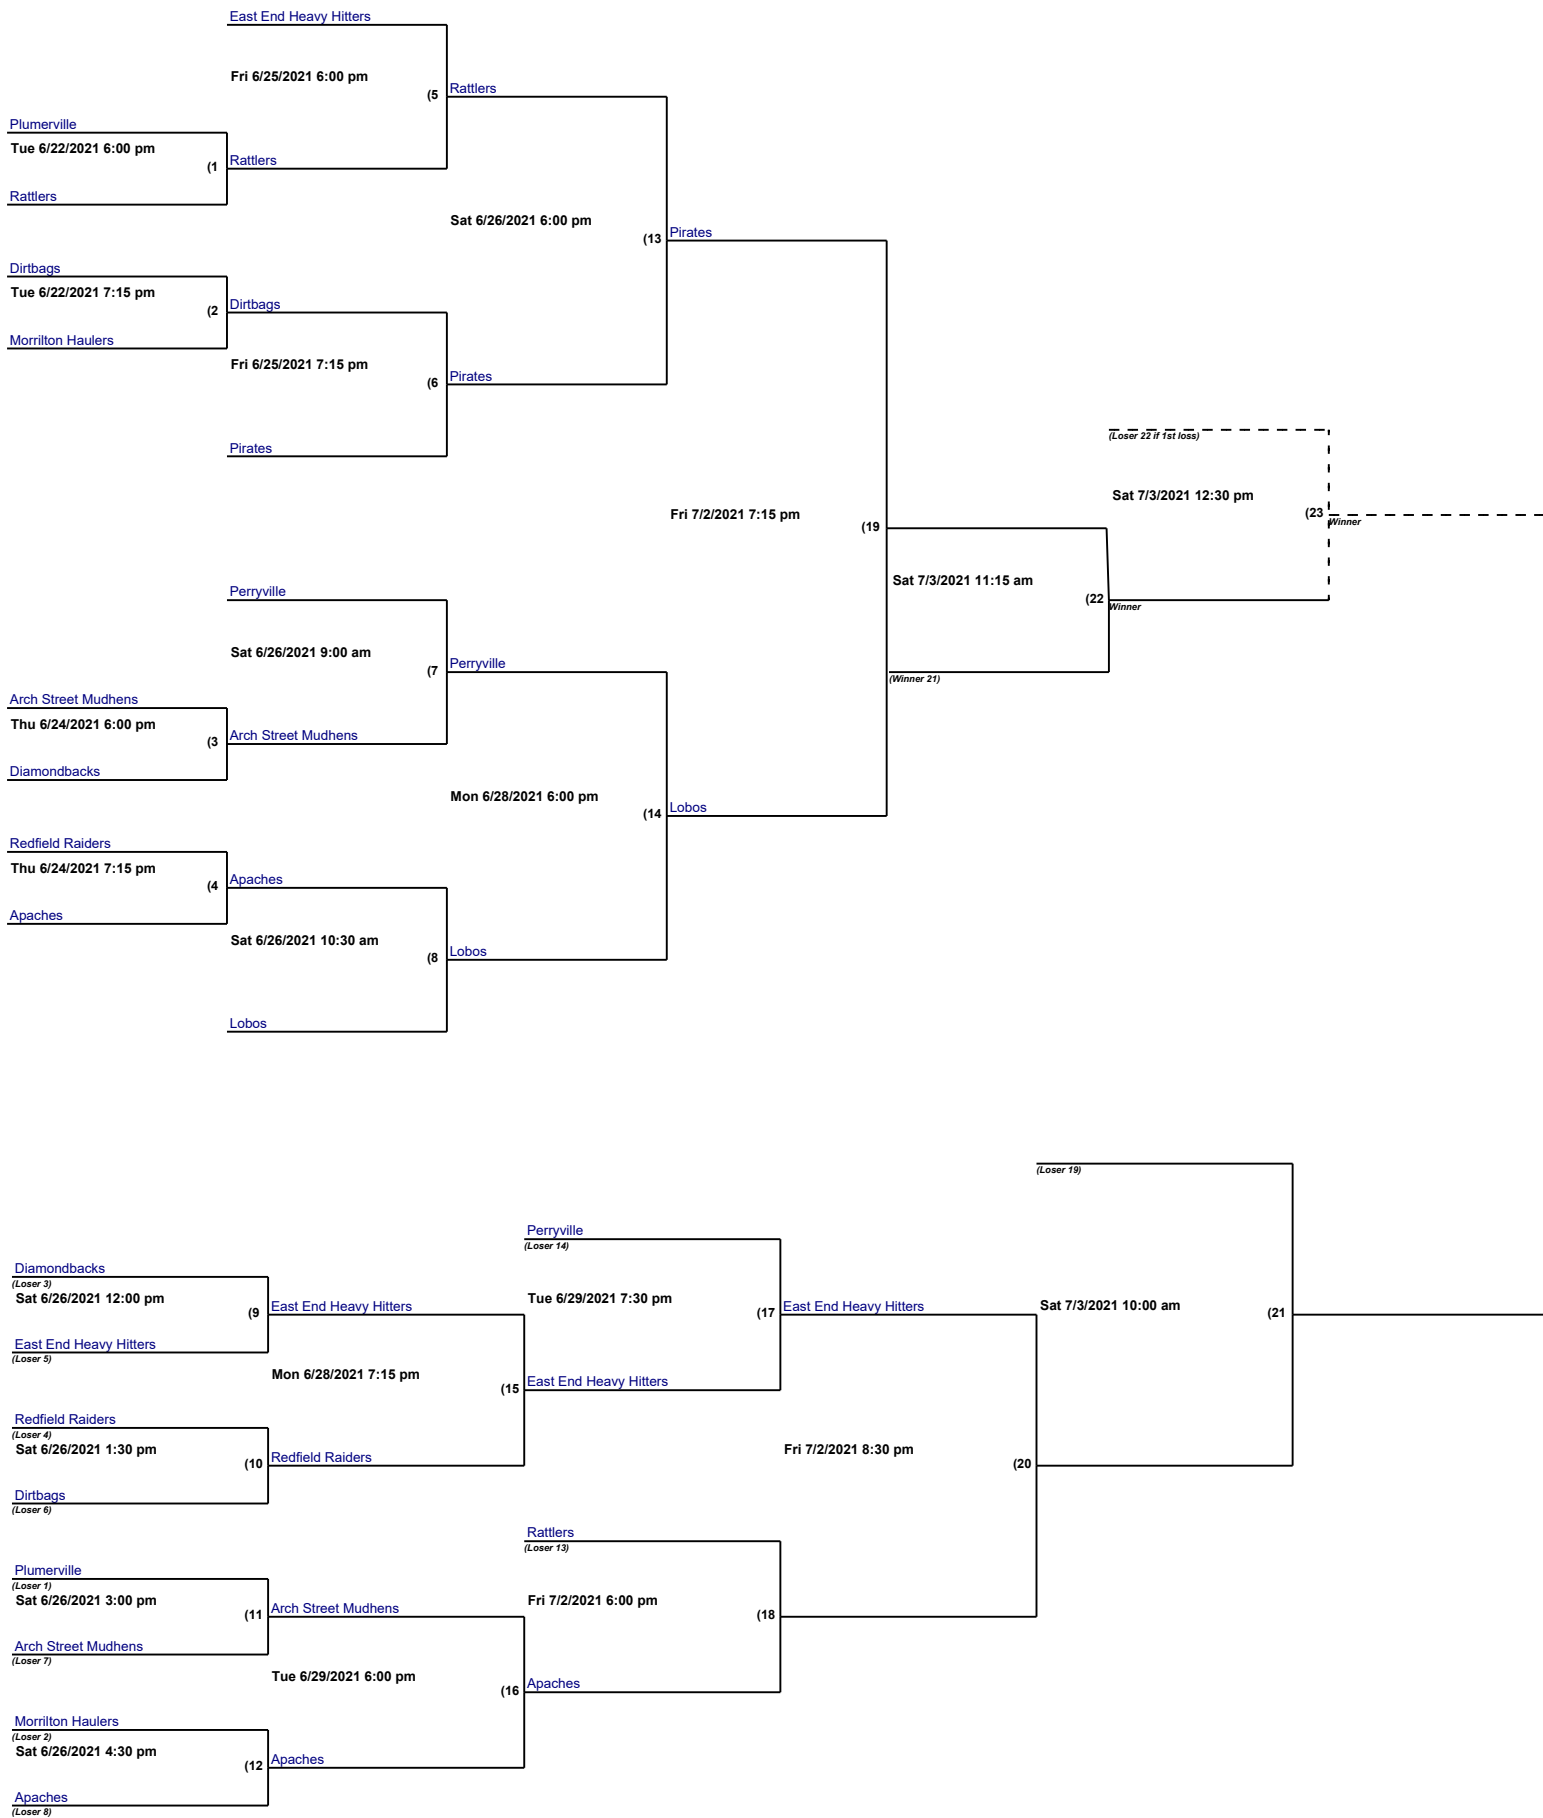 East End Heavy Hitters
Fri 6/25/2021 6:00 pm
(5
Rattlers
Plumerville
Tue 6/22/2021 6:00 pm
(1
Rattlers
Rattlers
Sat 6/26/2021 6:00 pm
(13
Pirates
Dirtbags
Tue 6/22/2021 7:15 pm
(2
Dirtbags
Morrilton Haulers
Fri 6/25/2021 7:15 pm
(6
Pirates
Pirates
(Loser 22 if 1st loss)
Sat 7/3/2021 12:30 pm
(23
Winner
Fri 7/2/2021 7:15 pm
(19
Sat 7/3/2021 11:15 am
(22
Winner
Perryville
Sat 6/26/2021 9:00 am
(7
Perryville
(Winner 21)
Arch Street Mudhens
Thu 6/24/2021 6:00 pm
(3
Arch Street Mudhens
Diamondbacks
Mon 6/28/2021 6:00 pm
(14
Lobos
Redfield Raiders
Thu 6/24/2021 7:15 pm
(4
Apaches
Apaches
Sat 6/26/2021 10:30 am
(8
Lobos
Lobos
(Loser 19)
Perryville
(Loser 14)
Diamondbacks
(Loser 3)
Sat 6/26/2021 12:00 pm
(9
East End Heavy Hitters
Tue 6/29/2021 7:30 pm
(17
East End Heavy Hitters
Sat 7/3/2021 10:00 am
(21
East End Heavy Hitters
(Loser 5)
Mon 6/28/2021 7:15 pm
(15
East End Heavy Hitters
Redfield Raiders
(Loser 4)
Sat 6/26/2021 1:30 pm
(10
Redfield Raiders
Fri 7/2/2021 8:30 pm
(20
Dirtbags
(Loser 6)
Rattlers
(Loser 13)
Plumerville
(Loser 1)
Sat 6/26/2021 3:00 pm
(11
Arch Street Mudhens
Fri 7/2/2021 6:00 pm
(18
Arch Street Mudhens
(Loser 7)
Tue 6/29/2021 6:00 pm
(16
Apaches
Morrilton Haulers
(Loser 2)
Sat 6/26/2021 4:30 pm
(12
Apaches
Apaches
(Loser 8)